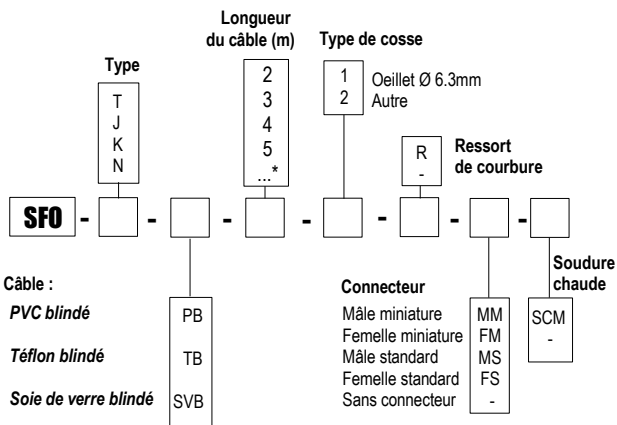 Longueur
du câble (m)
Type de cosse
Type
2
3
4
5
...*
1 Oeillet Ø 6.3mm
2 Autre
T
J
K
N
R
-
Ressort
de courbure
SFO - - - - - - -
Soudure
chaude
Câble :
Connecteur
PVC blindé PB
Téflon blindé TB
Soie de verre blindé SVB
Mâle miniature MM
Femelle miniature FM
Mâle standard MS
Femelle standard FS
Sans connecteur -
SCM
-